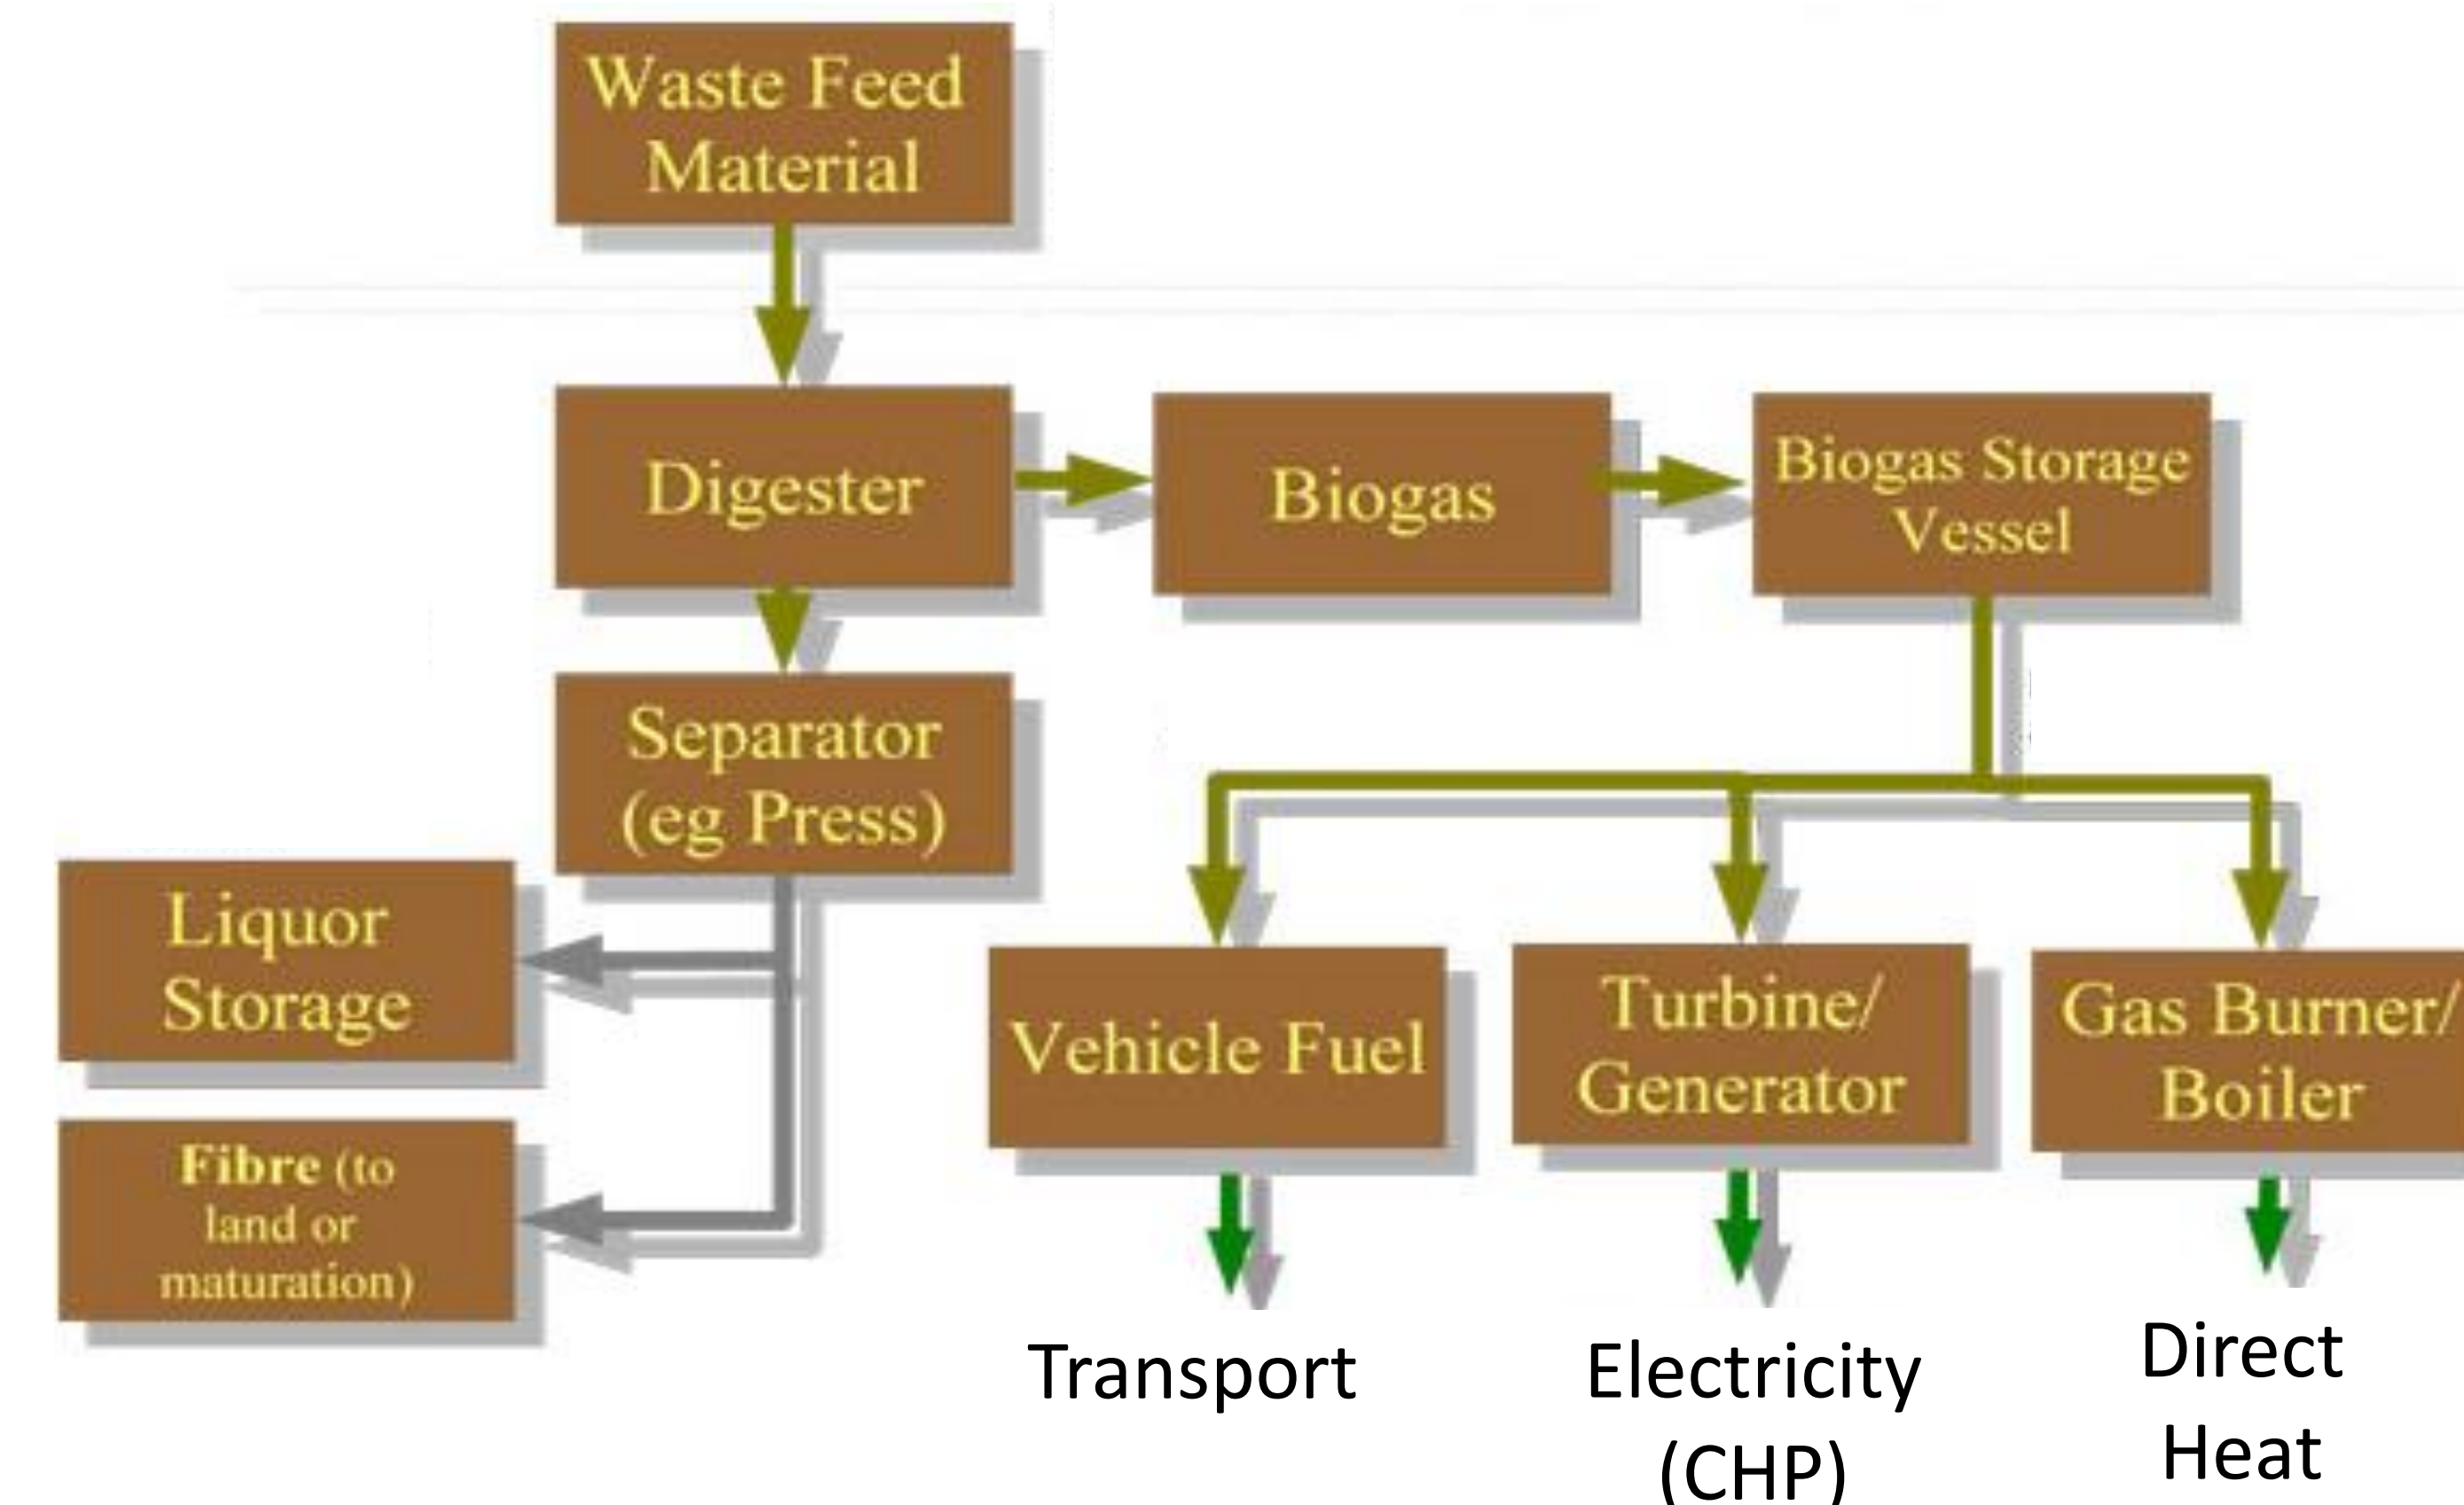 Waste Feed
Material
Digester
Biogas
Biogas Storage
Vessel
Separator
(eg Press)
Liquor
Storage
Fibre (to
land or
maturation)
Vehicle Fuel
Turbine/
Generator
Gas Burner/
Boiler
Transport
Electricity
(CHP)
Direct
Heat